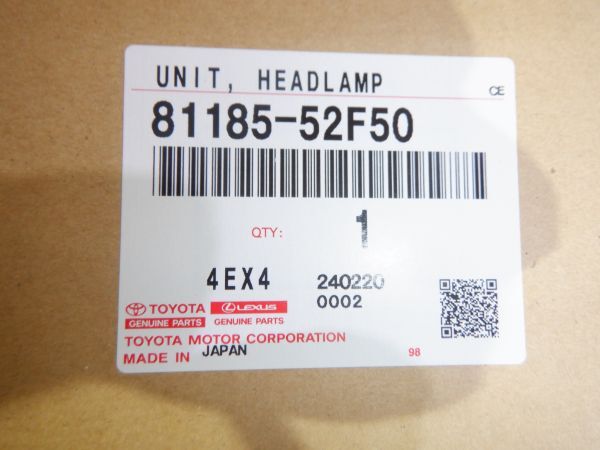 UNIT, HEADLAMP
CE
81185-52F50
QTY: 1
4EX4 240220
0002
TOYOTA LEXUS
GENUINE PARTS GENUINE PARTS
TOYOTA MOTOR CORPORATION
MADE IN JAPAN 98